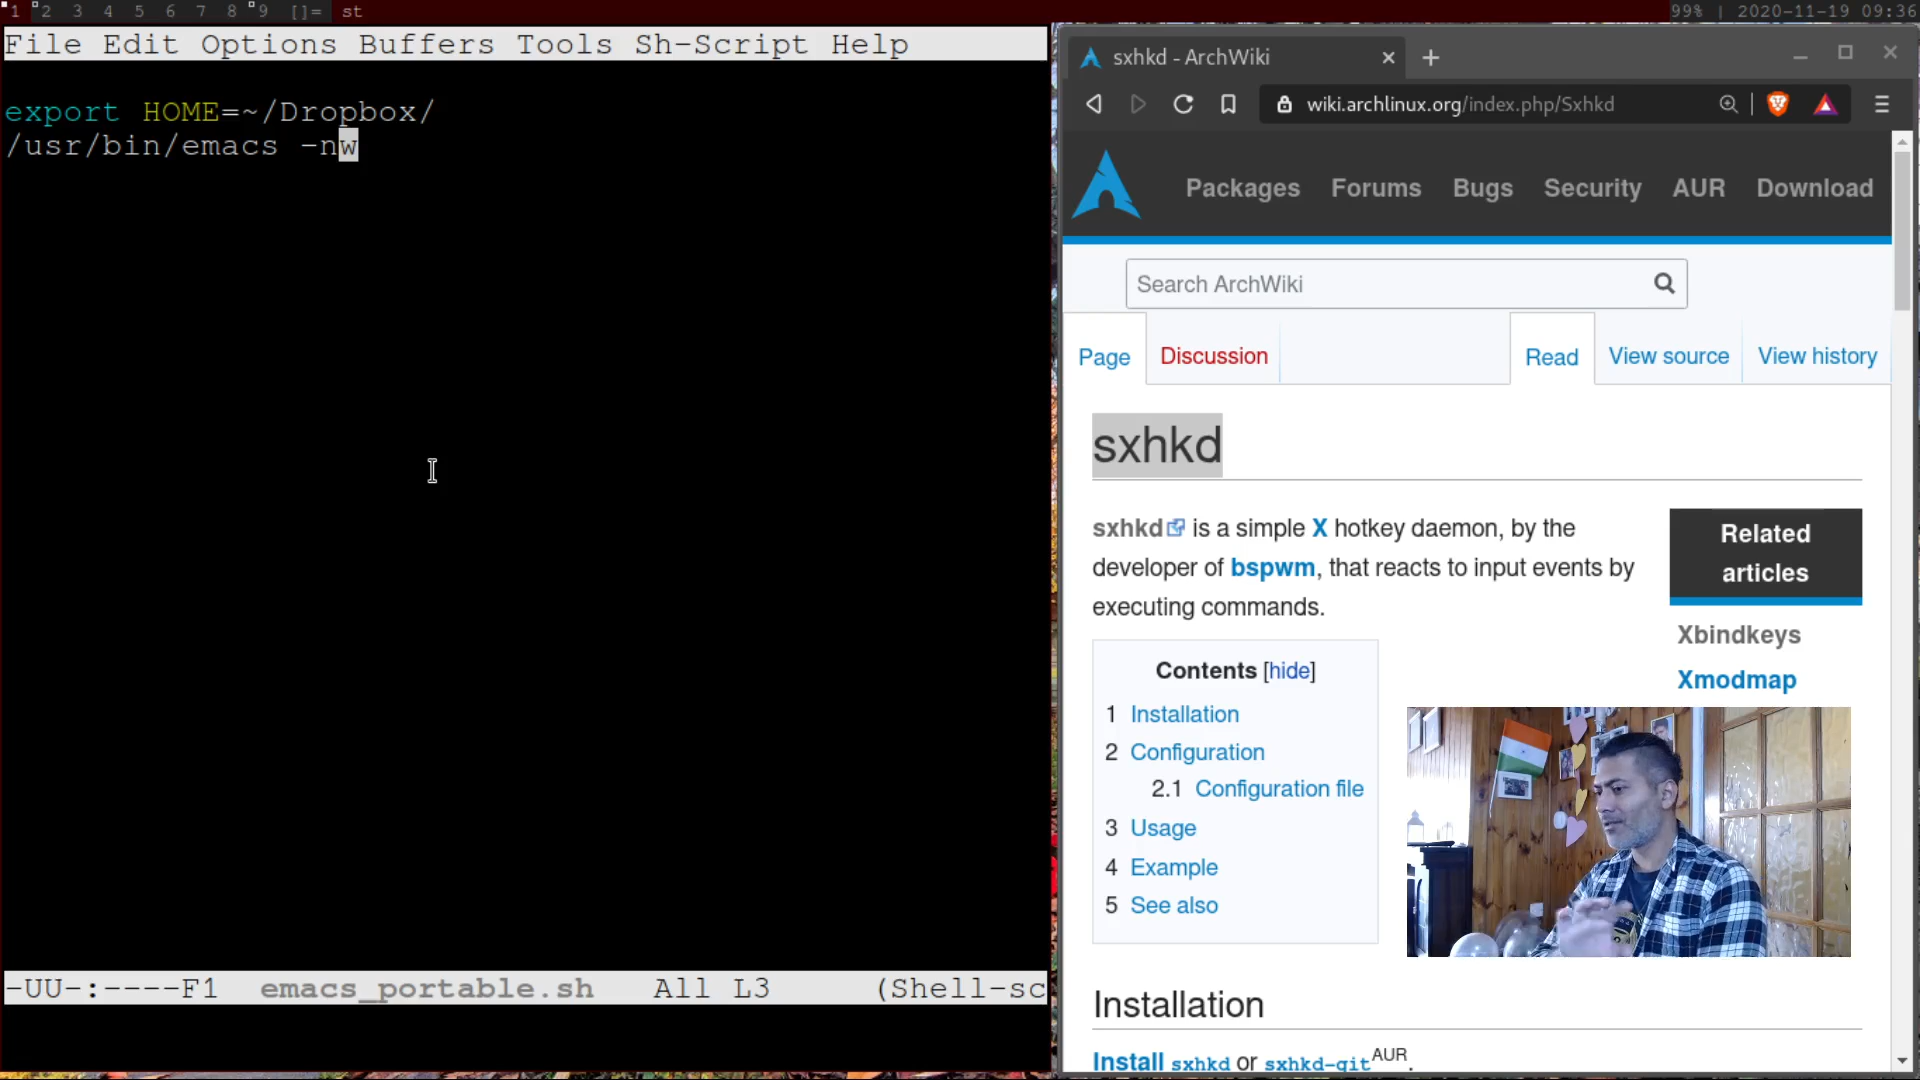 1 2 3 4 5 6 7 8 9 []= st
99% | 2020-11-19 09:36
File Edit Options Buffers Tools Sh-Script Help
export HOME=~/Dropbox/
/usr/bin/emacs -nw
-UU-:----F1 emacs_portable.sh All L3 (Shell-sc
sxhkd - ArchWiki
wiki.archlinux.org/index.php/Sxhkd
Packages Forums Bugs Security AUR Download
Search ArchWiki
Page Discussion Read View source View history
sxhkd
sxhkd is a simple X hotkey daemon, by the
developer of bspwm, that reacts to input events by
executing commands.
Related
articles
Xbindkeys
Xmodmap
Contents [hide]
1 Installation
2 Configuration
2.1 Configuration file
3 Usage
4 Example
5 See also
Installation
Install sxhkd or sxhkd-git AUR.